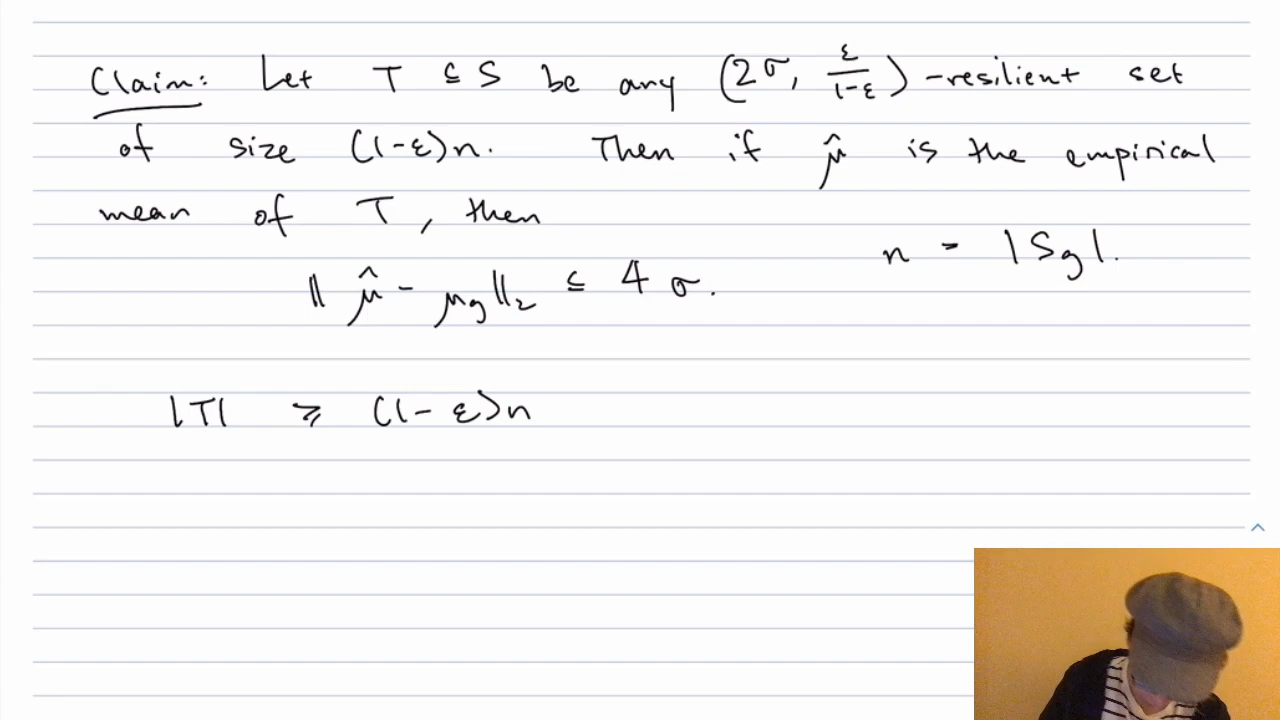 Claim: Let T ⊆ S be any (2σ, ε/(1-ε))-resilient set
of size (1-ε)n. Then if μ̂ is the empirical
mean of T, then
n = |S_g|.
‖ μ̂ - μ_g ‖_2 ≤ 4σ.
|T| ≥ (1-ε)n